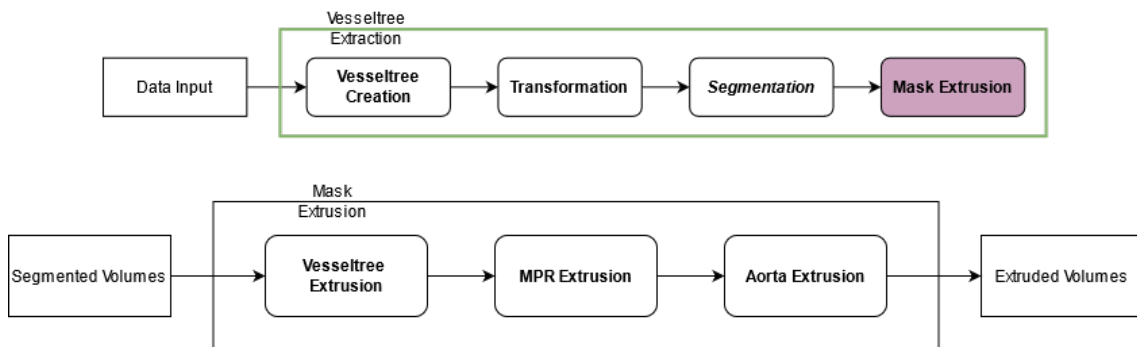 Vesseltree
Extraction
Data Input
Vesseltree
Creation
Transformation
Segmentation
Mask Extrusion
Mask
Extrusion
Segmented Volumes
Vesseltree
Extrusion
MPR Extrusion
Aorta Extrusion
Extruded Volumes